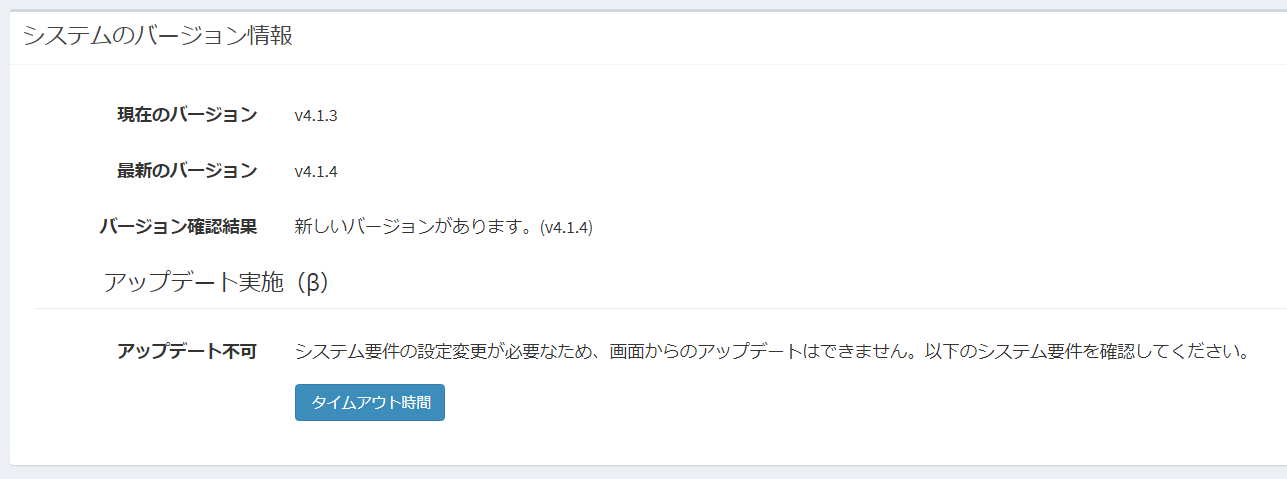 システムのバージョン情報
現在のバージョン v4.1.3
最新のバージョン v4.1.4
バージョン確認結果 新しいバージョンがあります。(v4.1.4)
アップデート実施（β）
アップデート不可 システム要件の設定変更が必要なため、画面からのアップデートはできません。以下のシステム要件を確認してください。
タイムアウト時間